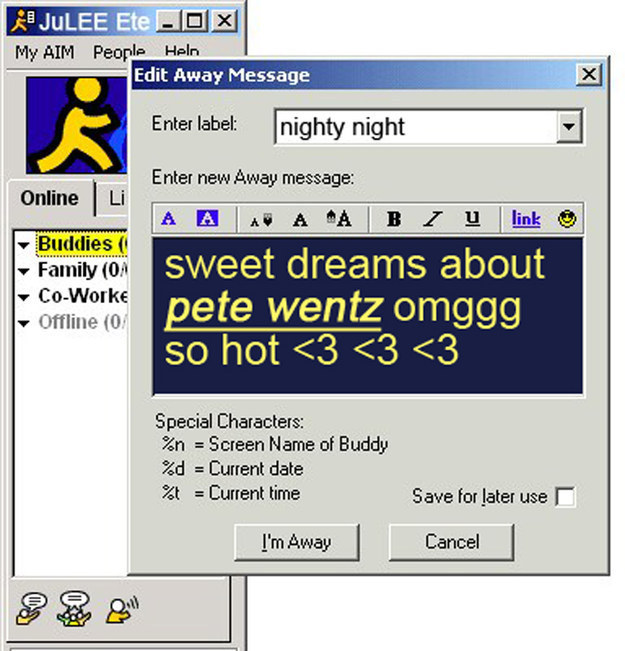 JuLEE Ete
My AIM People Help
Online Li
Buddies (
Family (0/
Co-Worke
Offline (0/
Edit Away Message
Enter label: nighty night
Enter new Away message:
A A A A A B I U link
sweet dreams about
pete wentz omggg
so hot <3 <3 <3
Special Characters:
%n = Screen Name of Buddy
%d = Current date
%t = Current time
Save for later use
I'm Away Cancel